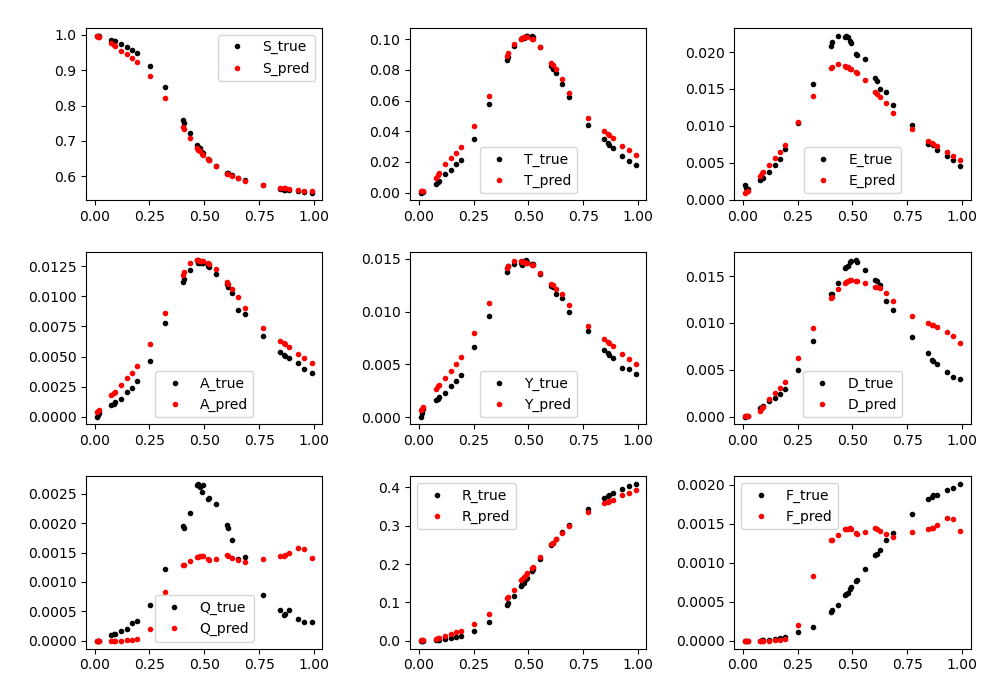 1.0
0.9
0.8
0.7
0.6
0.00 0.25 0.50 0.75 1.00
S_true
S_pred
0.10
0.08
0.06
0.04
0.02
0.00
0.00 0.25 0.50 0.75 1.00
T_true
T_pred
0.020
0.015
0.010
0.005
0.000
0.00 0.25 0.50 0.75 1.00
E_true
E_pred
0.0125
0.0100
0.0075
0.0050
0.0025
0.0000
0.00 0.25 0.50 0.75 1.00
A_true
A_pred
0.015
0.010
0.005
0.000
0.00 0.25 0.50 0.75 1.00
Y_true
Y_pred
0.015
0.010
0.005
0.000
0.00 0.25 0.50 0.75 1.00
D_true
D_pred
0.0025
0.0020
0.0015
0.0010
0.0005
0.0000
0.00 0.25 0.50 0.75 1.00
Q_true
Q_pred
0.4
0.3
0.2
0.1
0.0
0.00 0.25 0.50 0.75 1.00
R_true
R_pred
0.0020
0.0015
0.0010
0.0005
0.0000
0.00 0.25 0.50 0.75 1.00
F_true
F_pred